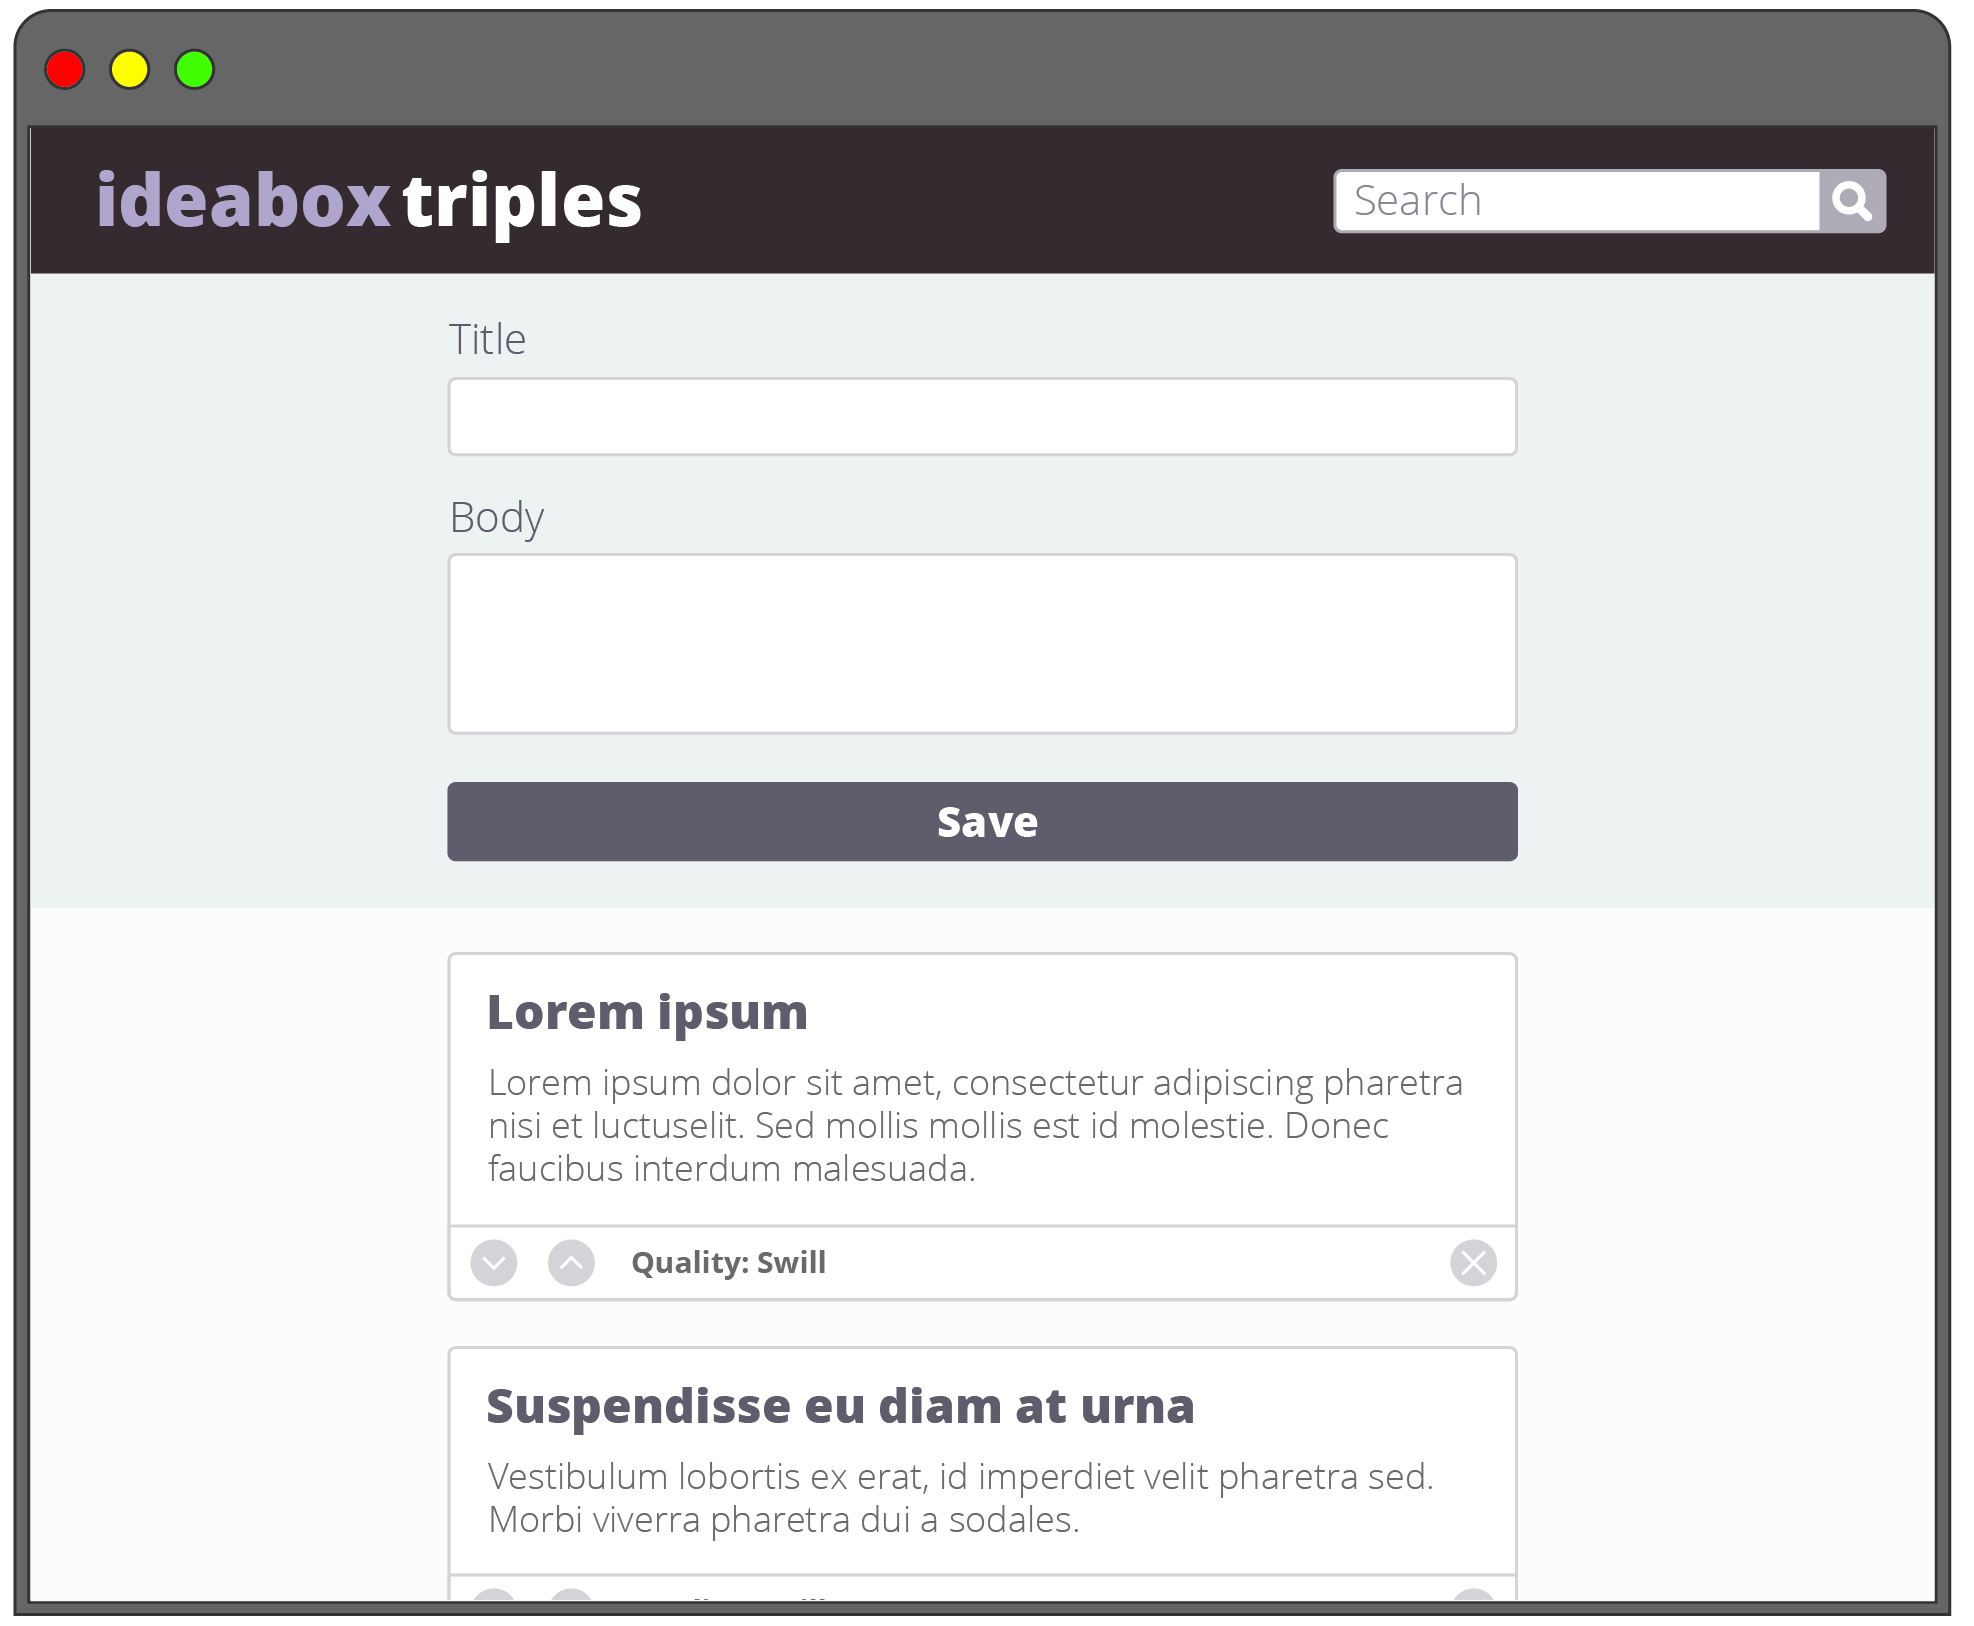 ideabox triples
Search
Title
Body
Save
Lorem ipsum
Lorem ipsum dolor sit amet, consectetur adipiscing pharetra
nisi et luctuselit. Sed mollis mollis est id molestie. Donec
faucibus interdum malesuada.
Quality: Swill
Suspendisse eu diam at urna
Vestibulum lobortis ex erat, id imperdiet velit pharetra sed.
Morbi viverra pharetra dui a sodales.